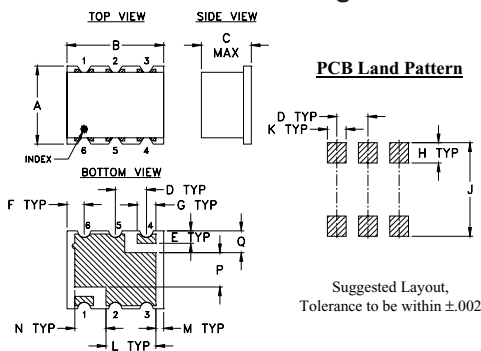 TOP VIEW
SIDE VIEW
B
C
MAX
1 2 3
A
INDEX
6 5 4
BOTTOM VIEW
D TYP
F TYP
G TYP
6 5 4
E TYP
Q
P
1 2 3
N TYP
M TYP
L TYP
PCB Land Pattern
D TYP
K TYP
H TYP
J
Suggested Layout,
Tolerance to be within ±.002